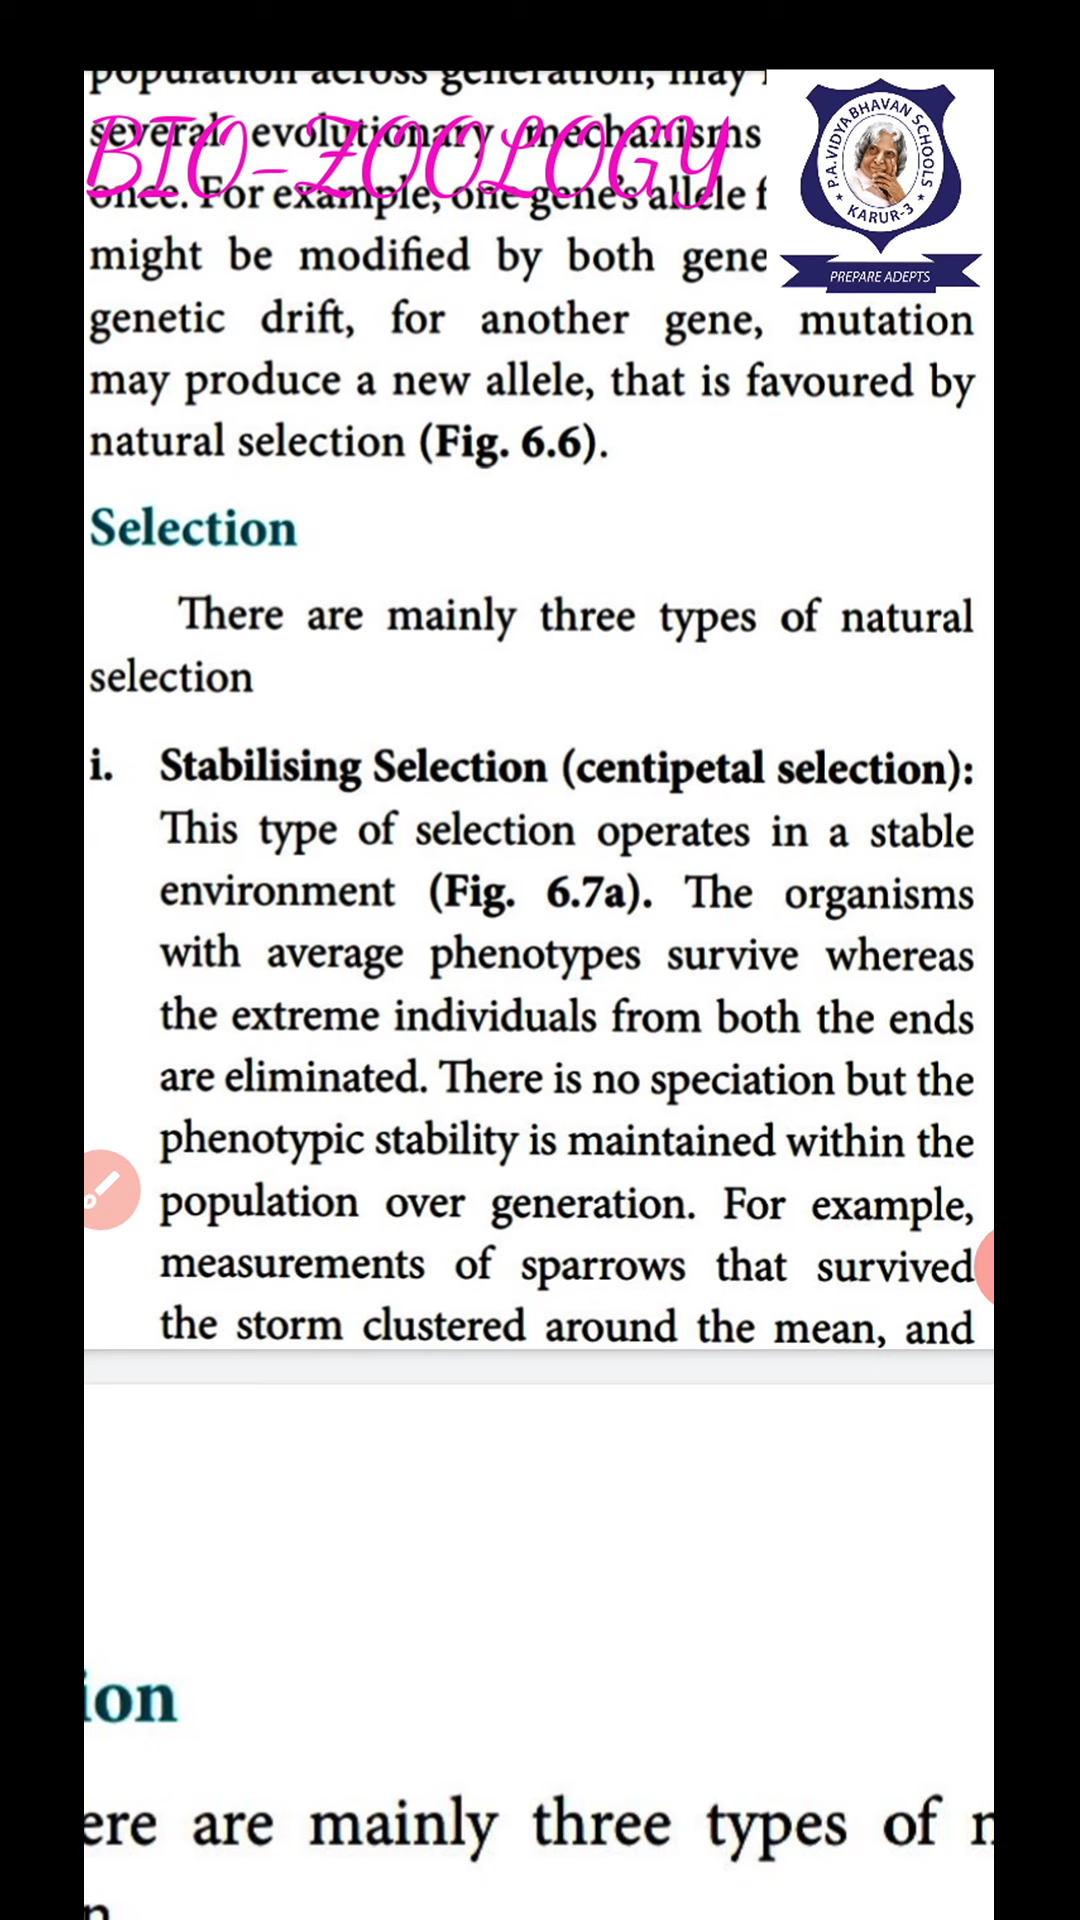 population across generation, may
BIO-ZOOLOGY
several evolutionary mechanisms
once. For example, one gene's allele f
might be modified by both gene
genetic drift, for another gene, mutation
may produce a new allele, that is favoured by
natural selection (Fig. 6.6).
P.A.VIDYABHAVAN SCHOOLS
KARUR-3
PREPARE ADEPTS
Selection
There are mainly three types of natural
selection
i. Stabilising Selection (centipetal selection):
This type of selection operates in a stable
environment (Fig. 6.7a). The organisms
with average phenotypes survive whereas
the extreme individuals from both the ends
are eliminated. There is no speciation but the
phenotypic stability is maintained within the
population over generation. For example,
measurements of sparrows that survived
the storm clustered around the mean, and
ion
ere are mainly three types of n
n